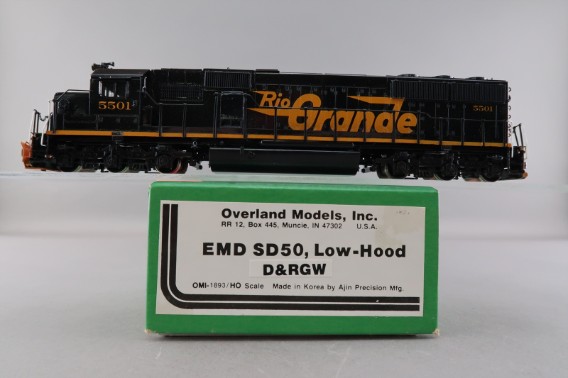 5501
Rio
Grande
5501
Overland Models, Inc.
RR 12, Box 445, Muncie, IN 47302 U.S.A.
EMD SD50, Low-Hood
D&RGW
OMI-1893/HO Scale Made in Korea by Ajin Precision Mfg.